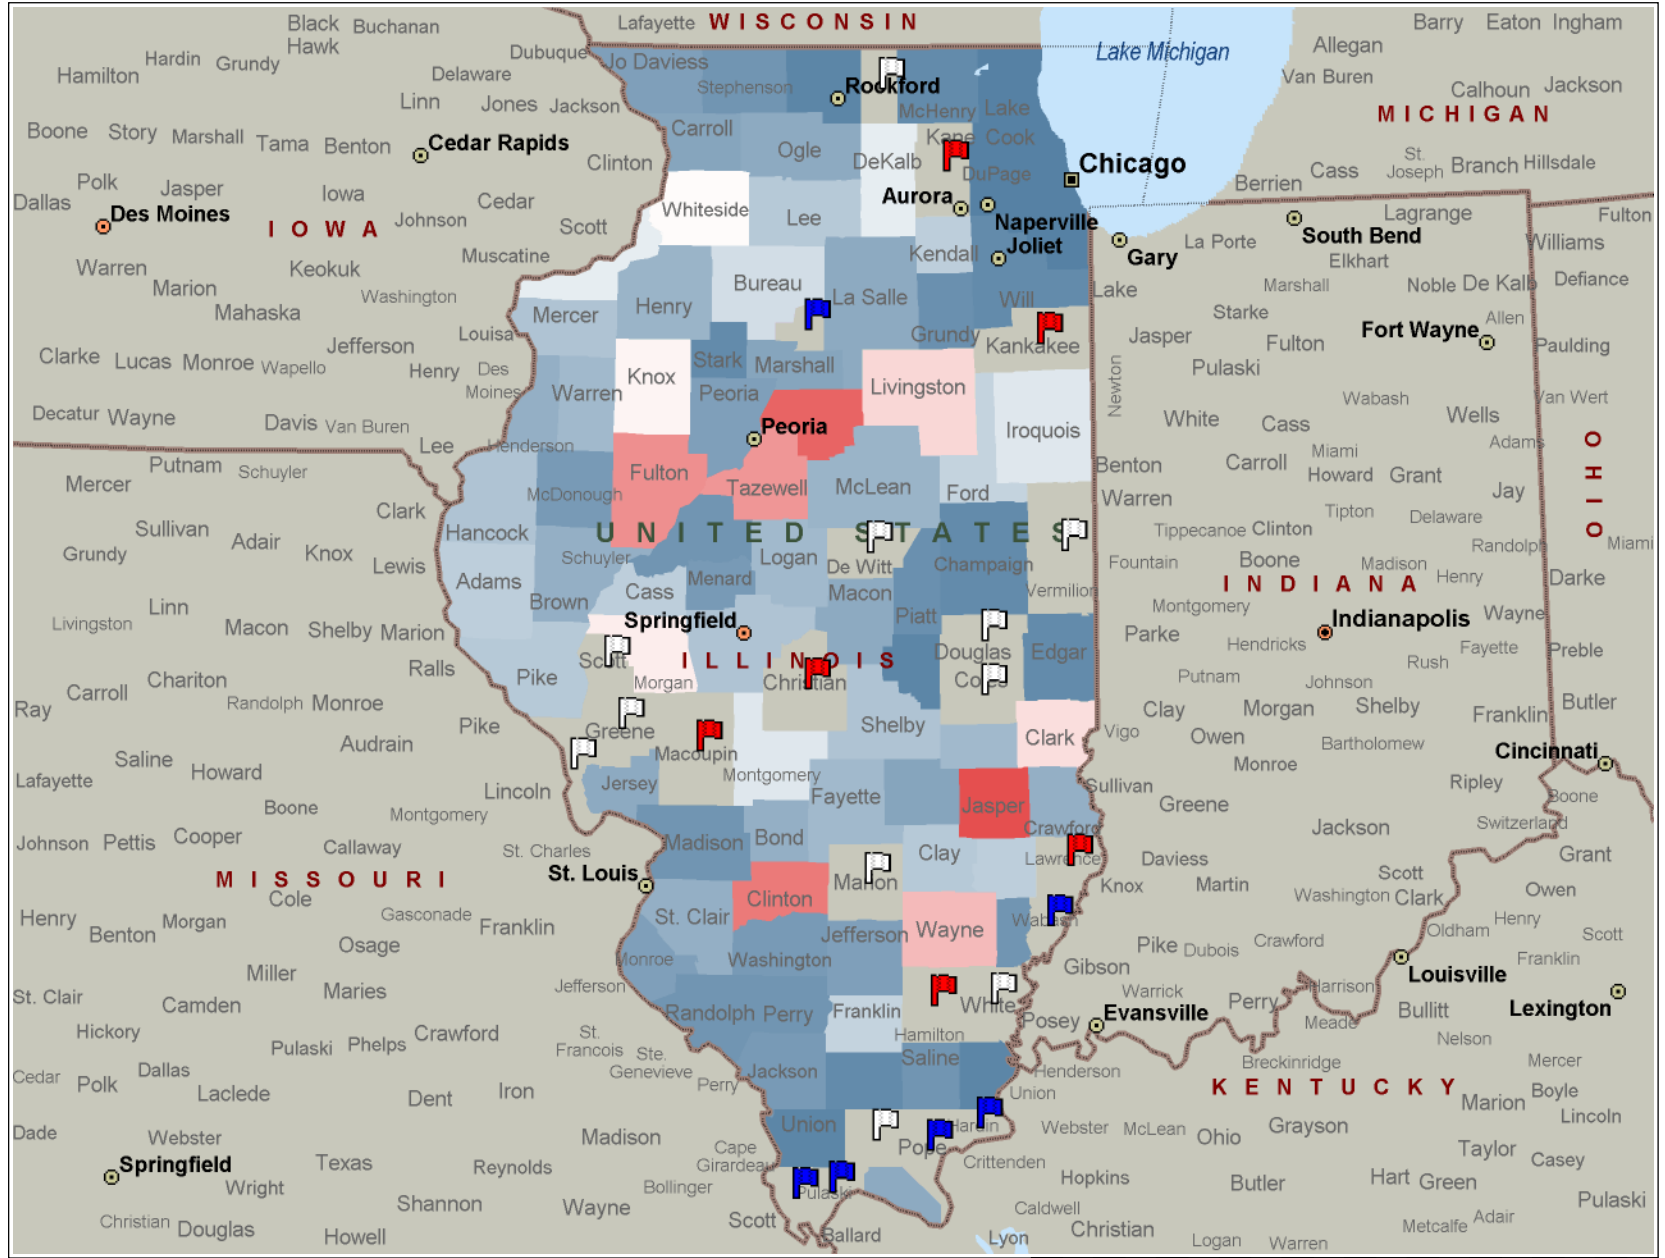 Black
Hawk
Buchanan
Lafayette
WISCONSIN
Barry
Eaton
Ingham
Hardin
Grundy
Dubuque
Jo Daviess
Lake Michigan
Allegan
Hamilton
Delaware
Stephenson
Rockford
Van Buren
Calhoun
Jackson
Linn
Jones
Jackson
McHenry
Lake
MICHIGAN
Boone
Story
Marshall
Tama
Benton
Cedar Rapids
Carroll
Ogle
Kane
Cook
Clinton
DeKalb
Chicago
St.
Joseph
Branch
Hillsdale
Polk
Jasper
Iowa
DuPage
Berrien
Cass
Dallas
Des Moines
Cedar
Whiteside
Lee
Aurora
Lagrange
Fulton
IOWA
Johnson
Scott
Naperville
Joliet
South Bend
Williams
Muscatine
Kendall
Gary
La Porte
Elkhart
Warren
Keokuk
Marion
Washington
Bureau
La Salle
Will
Lake
Marshall
Noble
De Kalb
Defiance
Mahaska
Louisa
Mercer
Henry
Starke
Allen
Clarke
Lucas
Monroe
Wapello
Jefferson
Henry
Des
Moines
Stark
Marshall
Grundy
Kankakee
Jasper
Fulton
Fort Wayne
Paulding
Pulaski
Newton
Knox
Livingston
Warren
Peoria
Wabash
Van Wert
Decatur
Wayne
Davis
Van Buren
Lee
Henderson
Peoria
Iroquois
White
Cass
Wells
Miami
Adams
OHIO
Mercer
Putnam
Schuyler
Fulton
Tazewell
McLean
Ford
Benton
Carroll
Howard
Grant
Warren
Jay
Clark
McDonough
Tipton
Delaware
Sullivan
Adair
Hancock
UNITED STATES
Tippecanoe
Clinton
Randolph
Miami
Grundy
Knox
Lewis
Schuyler
Logan
De Witt
Champaign
Fountain
Boone
Madison
Henry
Darke
Adams
Menard
Vermilion
INDIANA
Linn
Brown
Cass
Macon
Piatt
Montgomery
Wayne
Livingston
Macon
Shelby
Marion
Springfield
Parke
Indianapolis
Hendricks
Fayette
Preble
Ralls
Scott
ILLINOIS
Douglas
Edgar
Rush
Carroll
Chariton
Pike
Morgan
Christian
Coles
Putnam
Johnson
Ray
Randolph
Monroe
Butler
Pike
Greene
Shelby
Clay
Morgan
Shelby
Franklin
Saline
Audrain
Macoupin
Clark
Vigo
Owen
Bartholomew
Cincinnati
Lafayette
Howard
Lincoln
Jersey
Montgomery
Fayette
Monroe
Ripley
Boone
Montgomery
Jasper
Sullivan
Greene
Boone
Johnson
Pettis
Cooper
Callaway
Madison
Bond
Crawford
Jackson
Switzerland
St. Charles
Clay
Lawrence
Daviess
Grant
MISSOURI
St. Louis
Marion
Knox
Martin
Scott
Cole
Clinton
Washington
Clark
Owen
Henry
Morgan
Gasconade
Franklin
St. Clair
Wayne
Wabash
Henry
Benton
Osage
Jefferson
Pike
Dubois
Crawford
Oldham
Scott
Miller
Monroe
Washington
Gibson
Louisville
Franklin
St. Clair
Camden
Maries
Jefferson
White
Warrick
Perry
Harrison
Bullitt
Lexington
Hickory
Randolph
Perry
Franklin
Posey
Evansville
Meade
Pulaski
Phelps
Crawford
St.
Francois
Ste.
Genevieve
Hamilton
Nelson
Cedar
Polk
Dallas
Saline
Breckinridge
Mercer
Laclede
Dent
Iron
Perry
Jackson
Henderson
Union
KENTUCKY
Marion
Boyle
Lincoln
Dade
Webster
Madison
Union
Hardin
Webster
McLean
Ohio
Grayson
Springfield
Texas
Reynolds
Cape
Girardeau
Pope
Crittenden
Taylor
Casey
Wright
Bollinger
Pulaski
Hopkins
Butler
Hart
Green
Christian
Douglas
Shannon
Wayne
Scott
Caldwell
Pulaski
Howell
Ballard
Lyon
Christian
Logan
Warren
Metcalfe
Adair